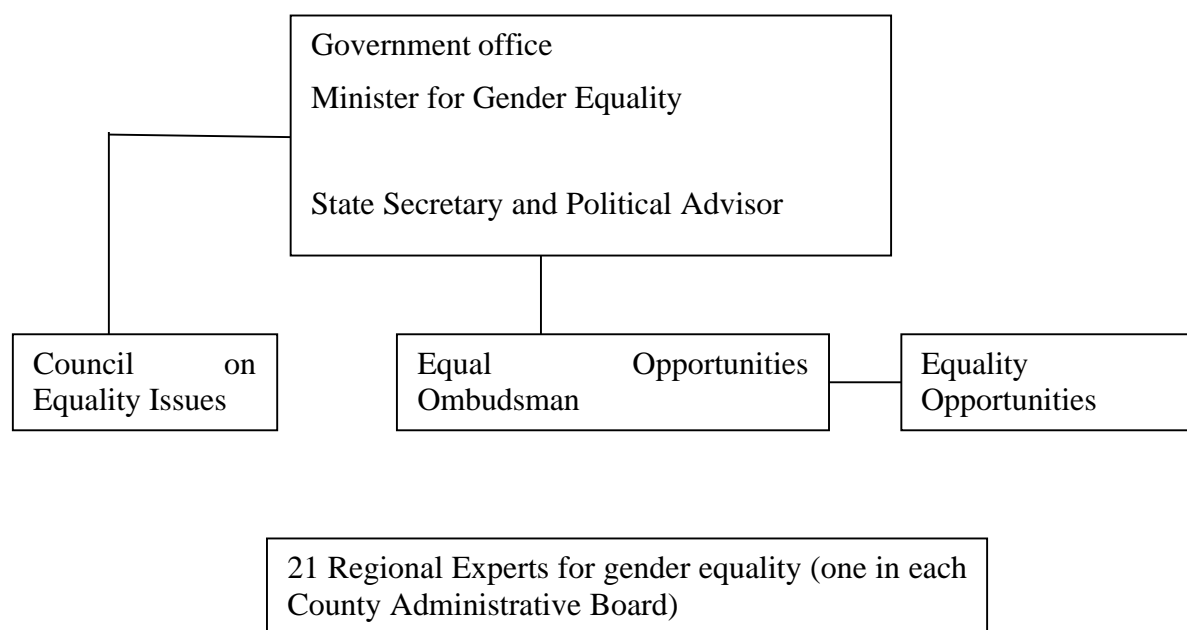 Government office
Minister for Gender Equality
State Secretary and Political Advisor
Council on
Equality Issues
Equal Opportunities
Ombudsman
Equality
Opportunities
21 Regional Experts for gender equality (one in each
County Administrative Board)